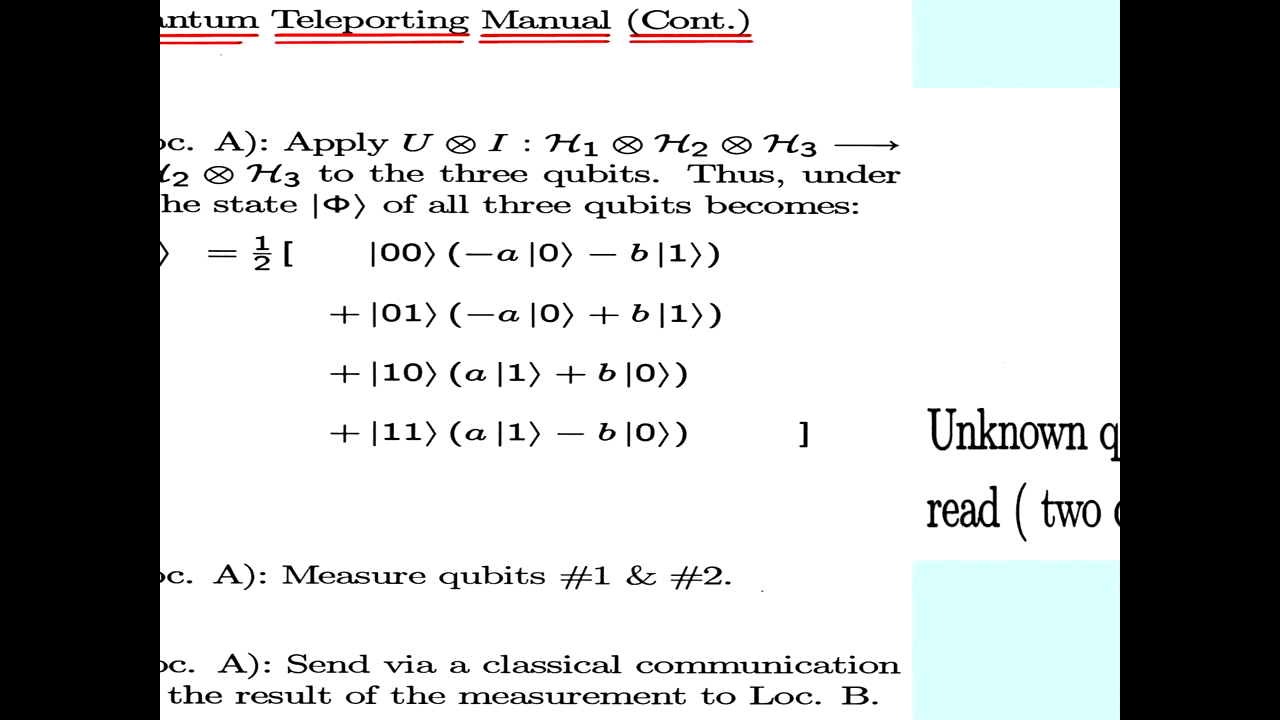 Teleporting Manual (Cont.)
A): Apply U ⊗ I : ℋ₁ ⊗ ℋ₂ ⊗ ℋ₃ ⟶
⊗ ℋ₃ to the three qubits. Thus, under
state |Φ⟩ of all three qubits becomes:
= ½ [ |00⟩ (−a |0⟩ − b |1⟩)
+ |01⟩ (−a |0⟩ + b |1⟩)
+ |10⟩ (a |1⟩ + b |0⟩)
+ |11⟩ (a |1⟩ − b |0⟩) ]
A): Measure qubits #1 & #2.
A): Send via a classical communication
the result of the measurement to Loc. B.
Unknown
read ( two